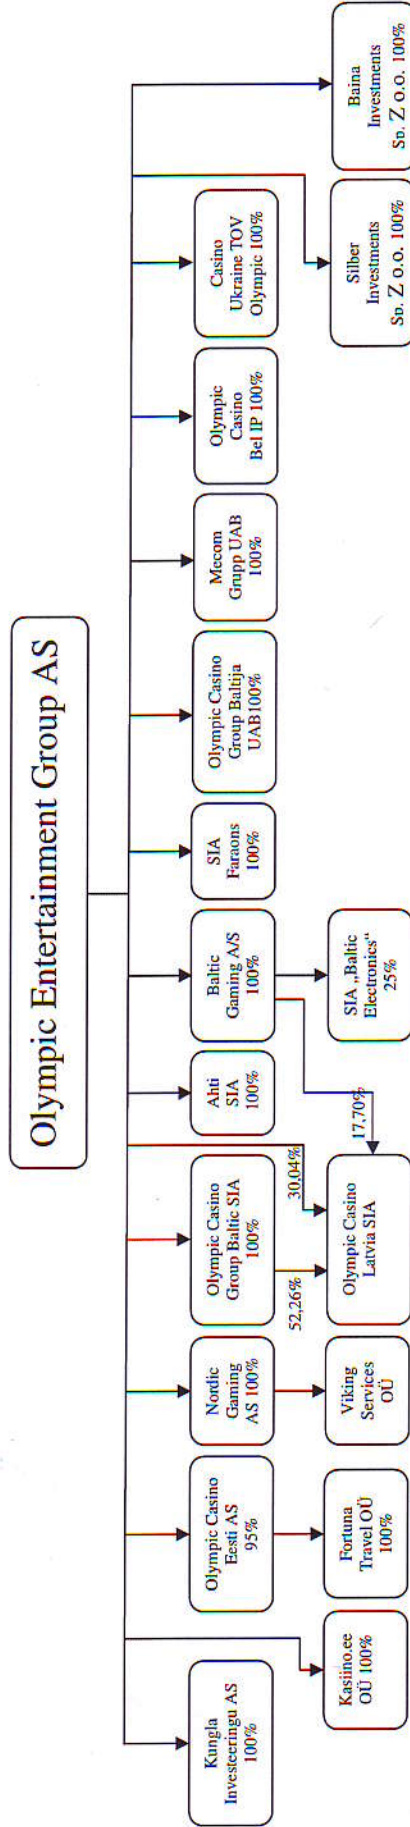 Olympic Entertainment Group AS
Kungla
Investeeringu AS
100%
Kasiino.ee
OÜ 100%
Olympic Casino
Eesti AS
95%
Fortuna
Travel OÜ
100%
Nordic
Gaming
AS 100%
Viking
Services
OÜ
Olympic Casino
Group Baltic SIA
100%
52,26%
30,04%
17,70%
Olympic Casino
Latvia SIA
Ahti
SIA
100%
Baltic
Gaming A/S
100%
SIA „Baltic
Electronics“
25%
SIA
Faraons
100%
Olympic Casino
Group Baltija
UAB100%
Mecom
Grupp UAB
100%
Olympic
Casino
Bel IP 100%
Casino
Ukraine TOV
Olympic 100%
Silber
Investments
Sp. Z o.o. 100%
Baina
Investments
Sp. Z o.o. 100%